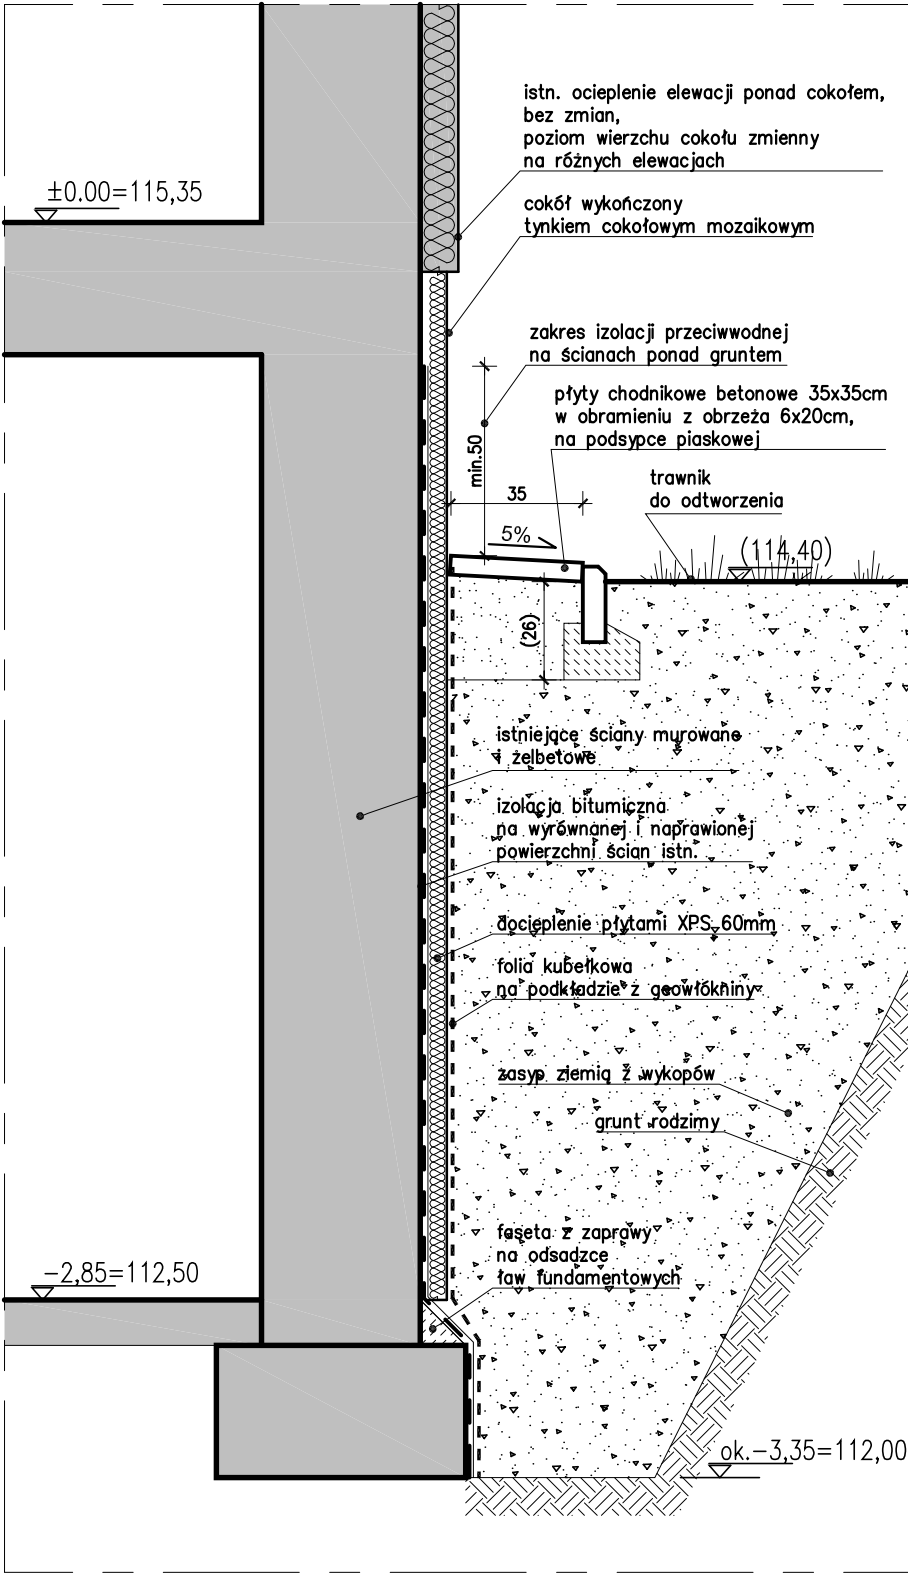 istn. ocieplenie elewacji ponad cokołem,
bez zmian,
poziom wierzchu cokołu zmienny
na różnych elewacjach
±0,00=115,35
cokół wykończony
tynkiem cokołowym mozaikowym
zakres izolacji przeciwwodnej
na ścianach ponad gruntem
płyty chodnikowe betonowe 35x35cm
w obramieniu z obrzeża 6x20cm,
na podsypce piaskowej
min.50
trawnik
do odtworzenia
35
5%
(114,40)
(26)
istniejące ściany murowane
i żelbetowe
izolacja bitumiczna
na wyrównanej i naprawionej
powierzchni ścian istn.
docieplenie płytami XPS 60mm
folia kubełkowa
na podkładzie z geowłókniny
zasyp ziemią z wykopów
grunt rodzimy
faseta z zaprawy
na odsadzce
ław fundamentowych
-2,85=112,50
ok.-3,35=112,00